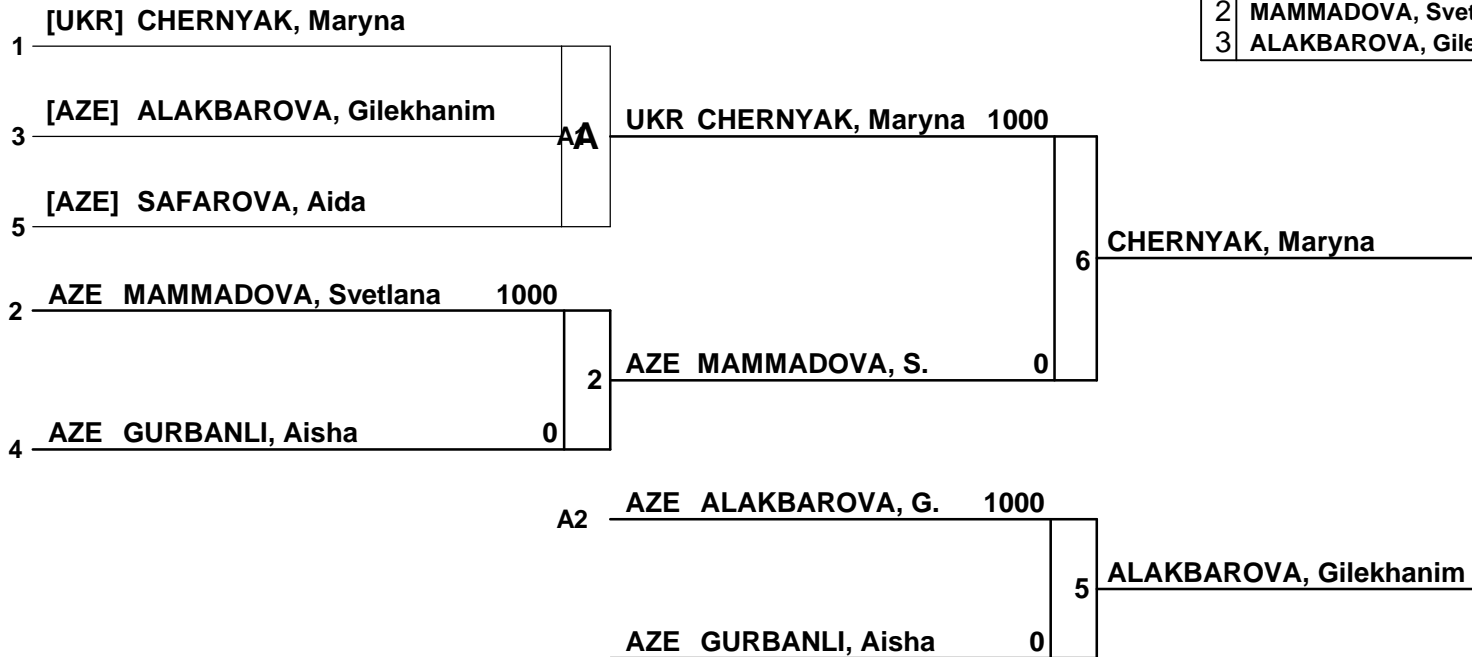 [UKR] CHERNYAK, Maryna
1
2 MAMMADOVA,
3 ALAKBAROVA,
[AZE] ALAKBAROVA, Gilekhanim
3
A
UKR CHERNYAK, Maryna 1000
[AZE] SAFAROVA, Aida
5
6 CHERNYAK, Maryna
AZE MAMMADOVA, Svetlana 1000
2
2
AZE MAMMADOVA, S. 0
AZE GURBANLI, Aisha 0
4
A2
AZE ALAKBAROVA, G. 1000
5 ALAKBAROVA, Gilekhanim
AZE GURBANLI, Aisha 0